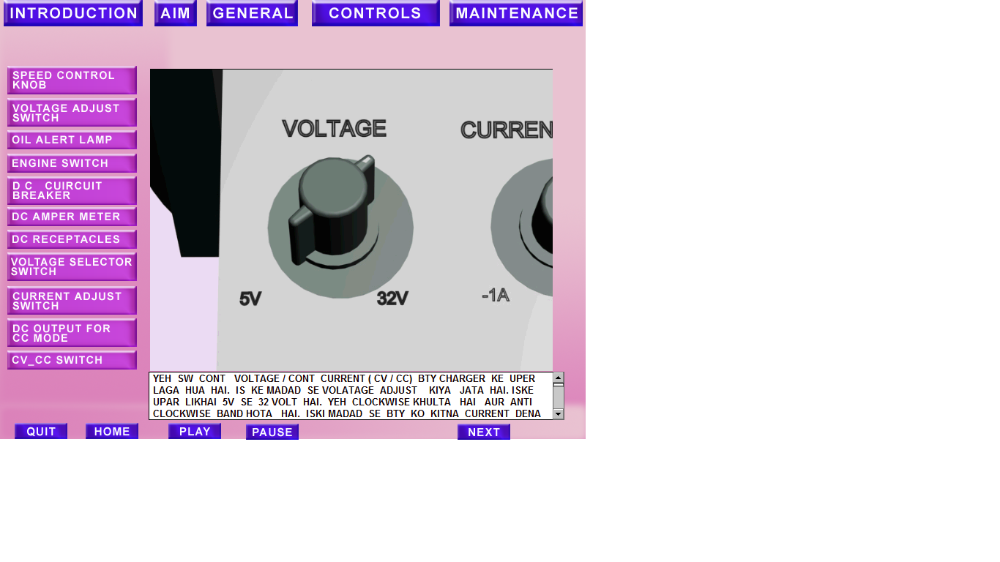 INTRODUCTION AIM GENERAL CONTROLS MAINTENANCE
SPEED CONTROL
KNOB
VOLTAGE ADJUST
SWITCH
OIL ALERT LAMP
ENGINE SWITCH
D C CUIRCUIT
BREAKER
DC AMPER METER
DC RECEPTACLES
VOLTAGE SELECTOR
SWITCH
CURRENT ADJUST
SWITCH
DC OUTPUT FOR
CC MODE
CV_CC SWITCH
VOLTAGE CURREN
5V 32V -1A
YEH SW CONT VOLTAGE / CONT CURRENT ( CV / CC) BTY CHARGER KE UPER
LAGA HUA HAI. IS KE MADAD SE VOLATAGE ADJUST KIYA JATA HAI. ISKE
UPAR LIKHAI 5V SE 32 VOLT HAI. YEH CLOCKWISE KHULTA HAI AUR ANTI
CLOCKWISE BAND HOTA HAI. ISKI MADAD SE BTY KO KITNA CURRENT DENA
QUIT HOME PLAY PAUSE NEXT